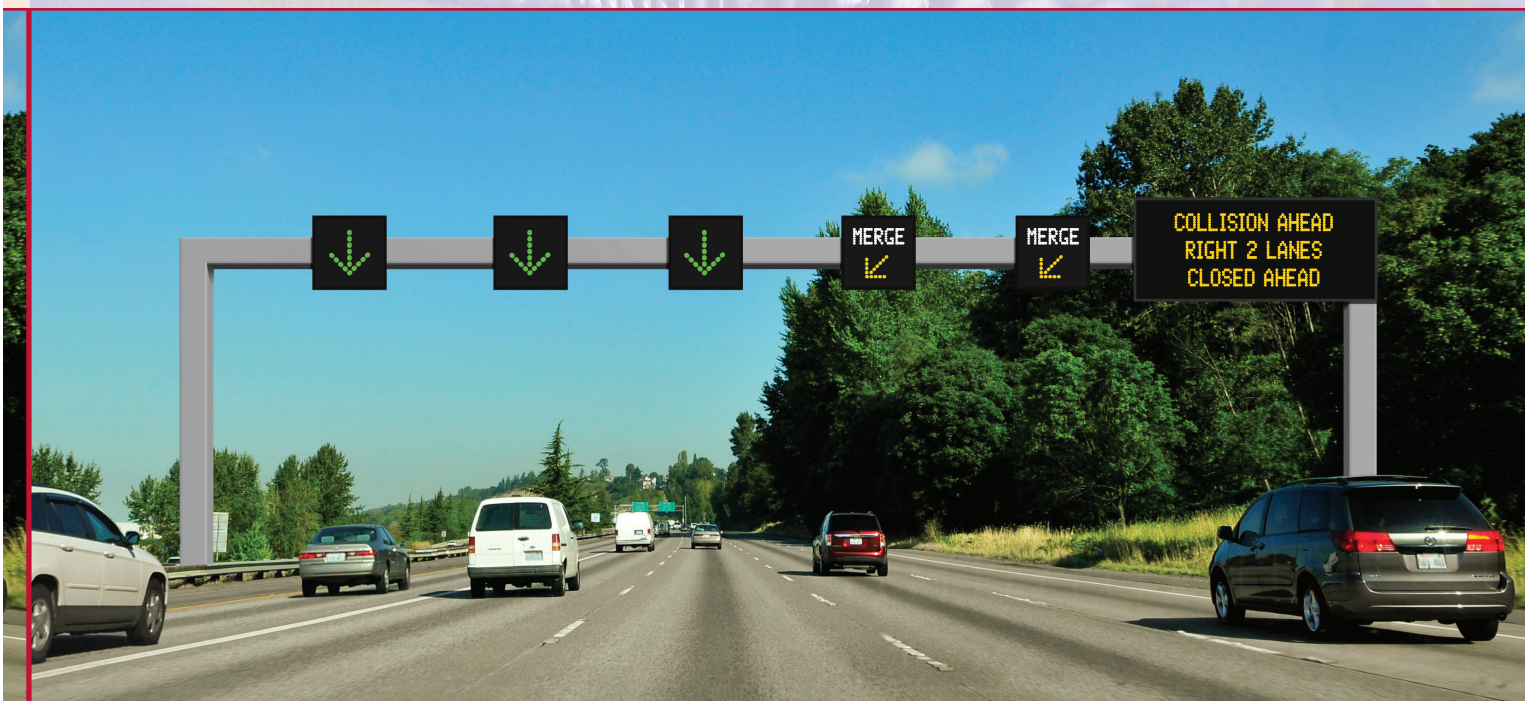 MERGE
MERGE
COLLISION AHEAD
RIGHT 2 LANES
CLOSED AHEAD